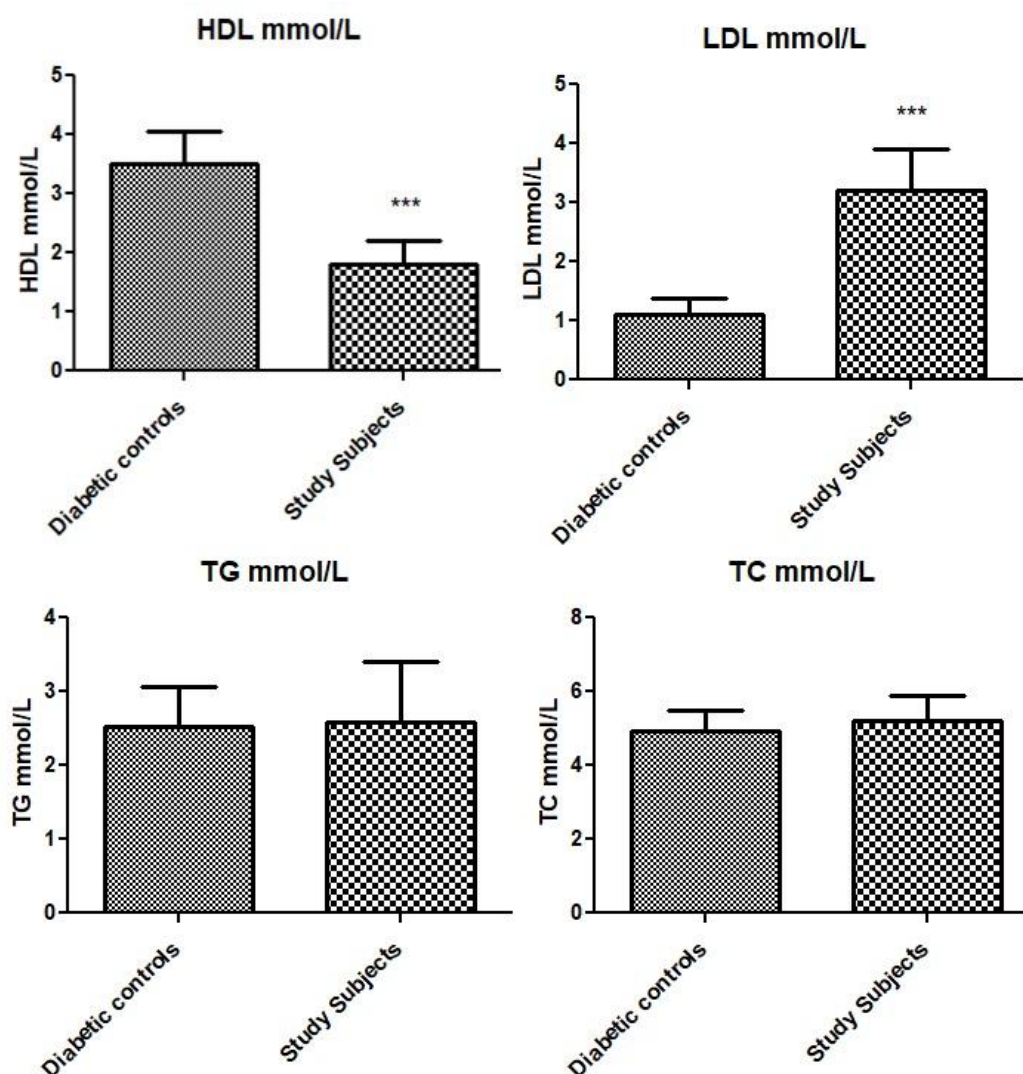 HDL mmol/L
HDL mmol/L
5
4
3
2
1
0
***
Diabetic controls
Study Subjects
LDL mmol/L
LDL mmol/L
5
4
3
2
1
0
***
Diabetic controls
Study Subjects
TG mmol/L
TG mmol/L
4
3
2
1
0
Diabetic controls
Study Subjects
TC mmol/L
TC mmol/L
8
6
4
2
0
Diabetic controls
Study Subjects